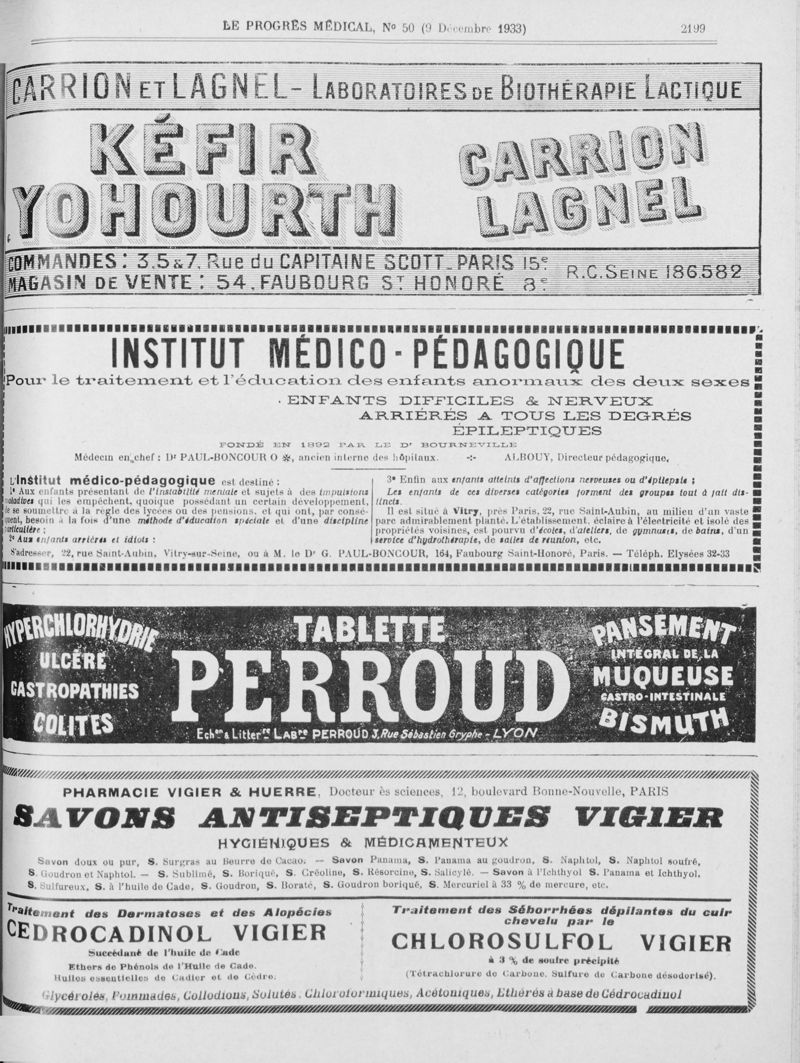 LE PROGRÈS MÉDICAL, No 50 (9 Décembre 1933) 2199
CARRION ET LAGNEL - LABORATOIRES DE BIOTHÉRAPIE LACTIQUE
KÉFIR
YOHOURTH
CARRION
LAGNEL
COMMANDES: 3.5&7. Rue du CAPITAINE SCOTT_PARIS 15e
MAGASIN DE VENTE: 54. FAUBOURG ST HONORÉ 8e
R.C. SEINE 186.582
INSTITUT MÉDICO-PÉDAGOGIQUE
Pour le traitement et l'éducation des enfants anormaux des deux sexes
ENFANTS DIFFICILES & NERVEUX
ARRIÉRÉS A TOUS LES DEGRÉS
ÉPILEPTIQUES
FONDÉ EN 1892 PAR LE Dr BOURNEVILLE
Médecin en chef : Dr PAUL-BONCOUR O ✻, ancien interne des hôpitaux. -:- ALBOUY, Directeur pédagogique,
L'Institut médico-pédagogique est destiné :
1° Aux enfants présentant de l'instabilité mentale et sujets à des impulsions
maladives qui les empêchent, quoique possédant un certain développement,
de se soumettre à la règle des lycées ou des pensions, et qui ont, par consé-
quent, besoin à la fois d'une méthode d'éducation spéciale et d'une discipline
particulière ;
2° Aux enfants arriérés et idiots :
3° Enfin aux enfants atteints d'affections nerveuses ou d'épilepsie ;
Les enfants de ces diverses catégories forment des groupes tout à fait dis-
tincts.
Il est situé à Vitry, près Paris, 22, rue Saint-Aubin, au milieu d'un vaste
parc admirablement planté. L'établissement, éclairé à l'électricité et isolé des
propriétés voisines, est pourvu d'écoles, d'ateliers, de gymnases, de bains, d'un
service d'hydrothérapie, de salles de réunion, etc.
S'adresser, 22, rue Saint-Aubin, Vitry-sur-Seine, ou à M. le Dr G. PAUL-BONCOUR, 164, Faubourg Saint-Honoré, Paris. — Téléph. Elysées 32-33
HYPERCHLORHYDRIE
ULCÈRE
GASTROPATHIES
COLITES
TABLETTE
PERROUD
Echons & Littérre LABres PERROUD 3, Rue Sébastien Gryphe - LYON
PANSEMENT
INTÉGRAL DE LA
MUQUEUSE
GASTRO-INTESTINALE
BISMUTH
PHARMACIE VIGIER & HUERRE, Docteur ès sciences, 12, boulevard Bonne-Nouvelle, PARIS
SAVONS ANTISEPTIQUES VIGIER
HYGIÉNIQUES & MÉDICAMENTEUX
Savon doux ou pur, S. Surgras au Beurre de Cacao. — Savon Panama, S. Panama au goudron, S. Naphtol, S. Naphtol soufré,
S. Goudron et Naphtol. — S. Sublimé, S. Boriqué, S. Créoline, S. Résorcine, S. Salicylé. — Savon à l'Ichthyol S. Panama et Ichthyol.
S. Sulfureux, S. à l'huile de Cade, S. Goudron, S. Boraté, S. Goudron boriqué, S. Mercuriel à 33 % de mercure, etc.
Traitement des Dermatoses et des Alopécies
CEDROCADINOL VIGIER
Succédané de l'huile de Cade
Ethers de Phénols de l'Huile de Cade.
Huiles essentielles de Cadier et de Cèdre.
Traitement des Séborrhées dépilantes du cuir
chevelu par le
CHLOROSULFOL VIGIER
à 3 % de soufre précipité
(Tétrachlorure de Carbone. Sulfure de Carbone désodorisé).
Glycérolés, Pommades, Collodions, Solutés, Chloroformiques, Acétoniques, Ethérés à base de Cédrocadinol